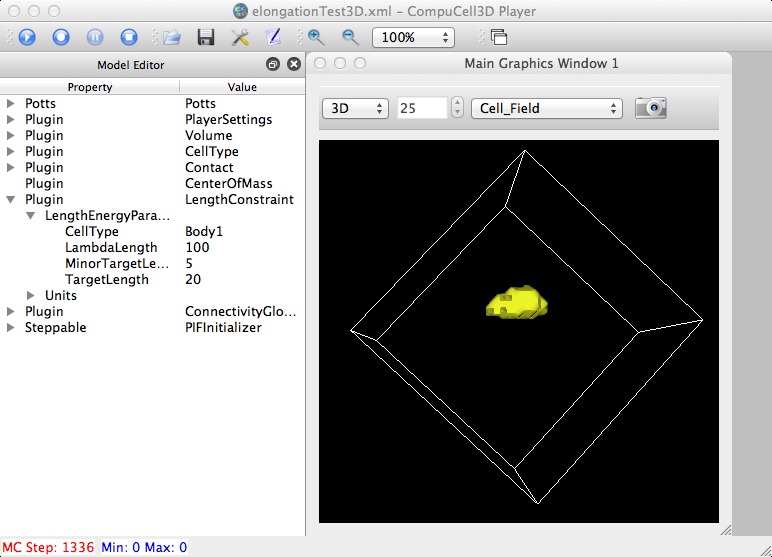 elongationTest3D.xml – CompuCell3D Player
100%
Model Editor
Property Value
Potts Potts
Plugin PlayerSettings
Plugin Volume
Plugin CellType
Plugin Contact
Plugin CenterOfMass
Plugin LengthConstraint
LengthEnergyPara...
CellType Body1
LambdaLength 100
MinorTargetLe... 5
TargetLength 20
Units
Plugin ConnectivityGlo...
Steppable PIFInitializer
Main Graphics Window 1
3D 25 Cell_Field
MC Step: 1336 Min: 0 Max: 0